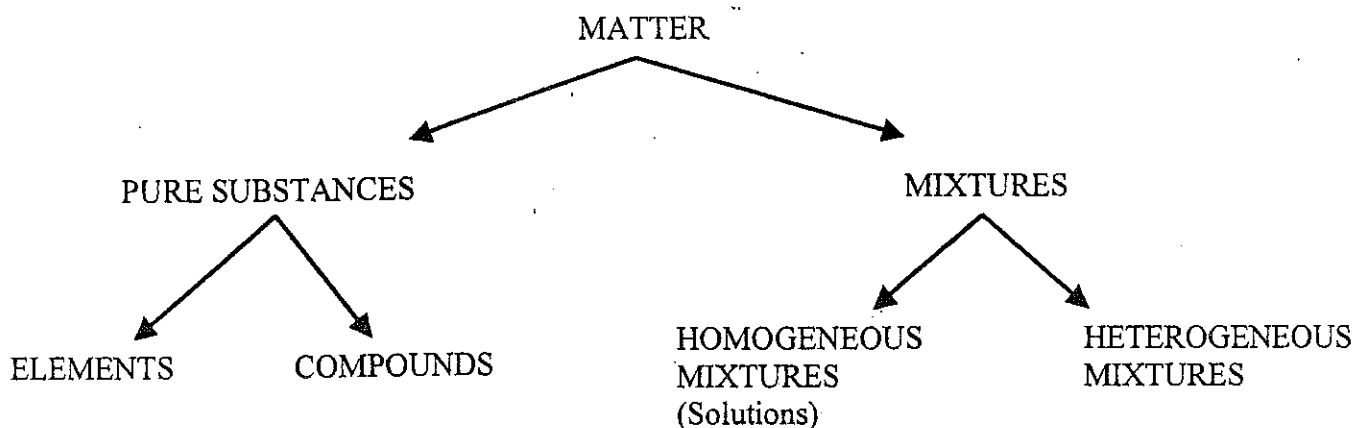 MATTER
PURE SUBSTANCES
MIXTURES
ELEMENTS
COMPOUNDS
HOMOGENEOUS
MIXTURES
(Solutions)
HETEROGENEOUS
MIXTURES